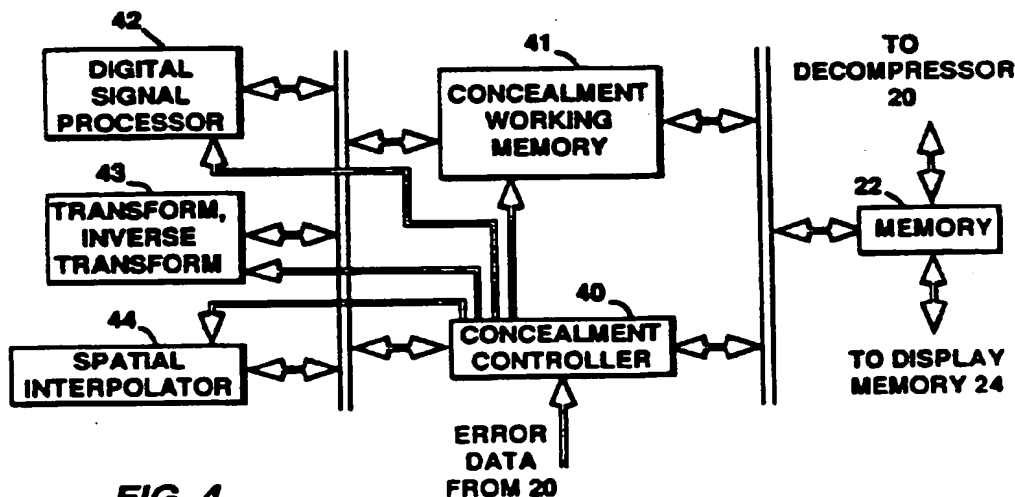 42
DIGITAL
SIGNAL
PROCESSOR
41
CONCEALMENT
WORKING
MEMORY
TO
DECOMPRESSOR
20
43
TRANSFORM,
INVERSE
TRANSFORM
22
MEMORY
44
SPATIAL
INTERPOLATOR
40
CONCEALMENT
CONTROLLER
TO DISPLAY
MEMORY 24
ERROR
DATA
FROM 20
FIG. 4